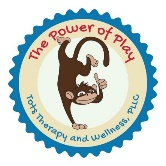 The Power of Play
Tots Therapy and Wellness, PLLC